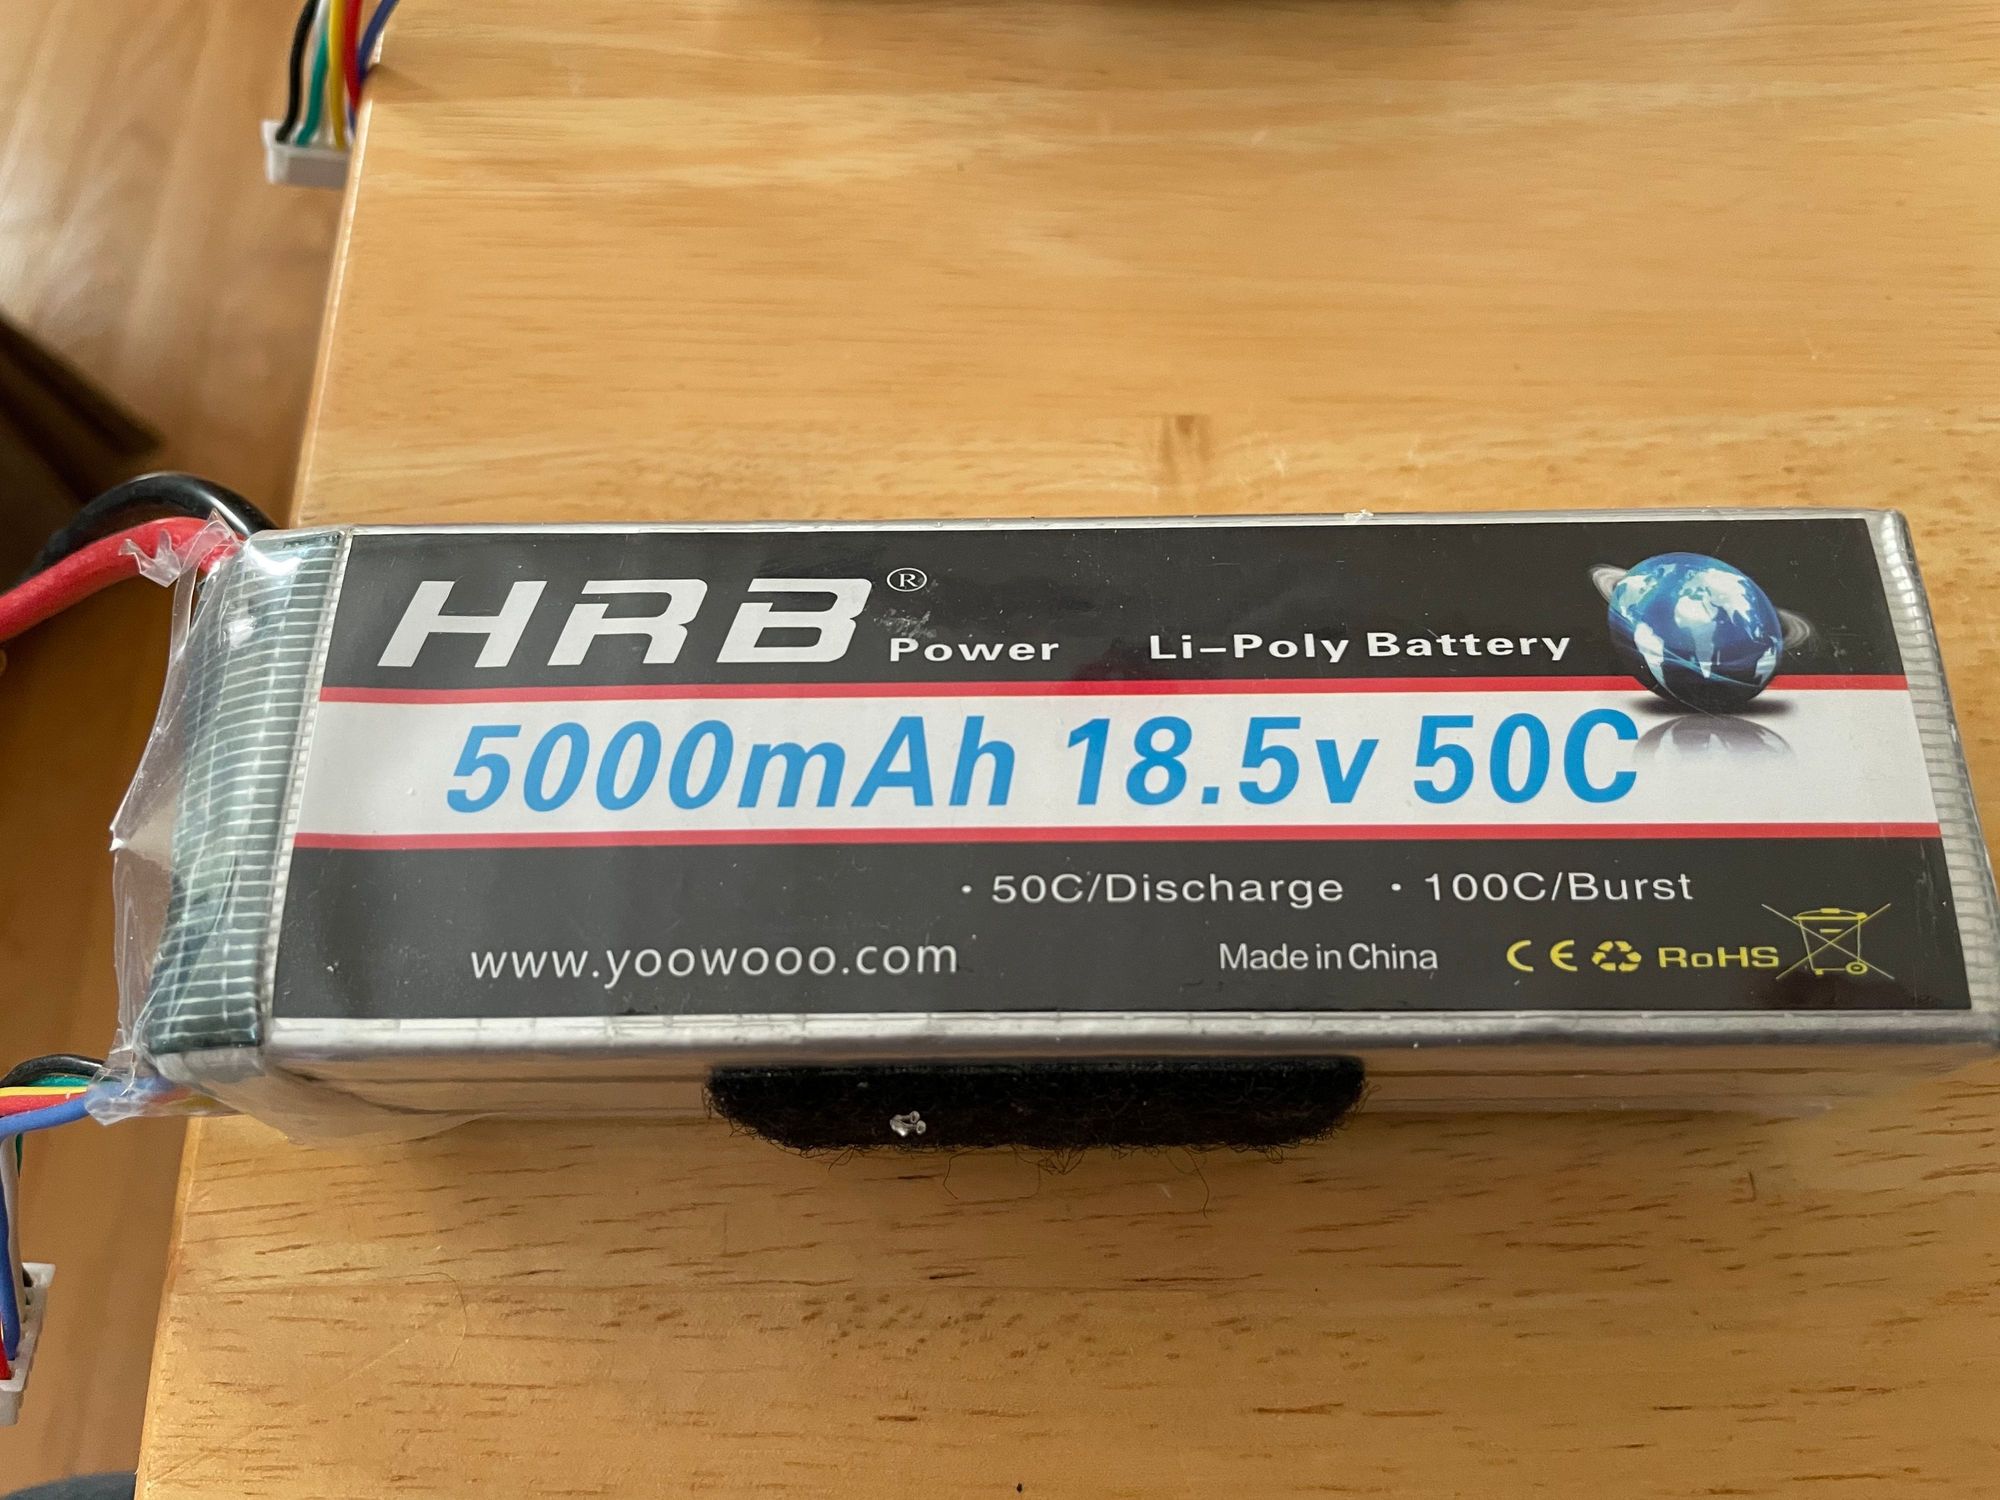 HRB® Power Li-Poly Battery
5000mAh 18.5v 50C
· 50C/Discharge · 100C/Burst
www.yoowooo.com Made in China CE RoHS